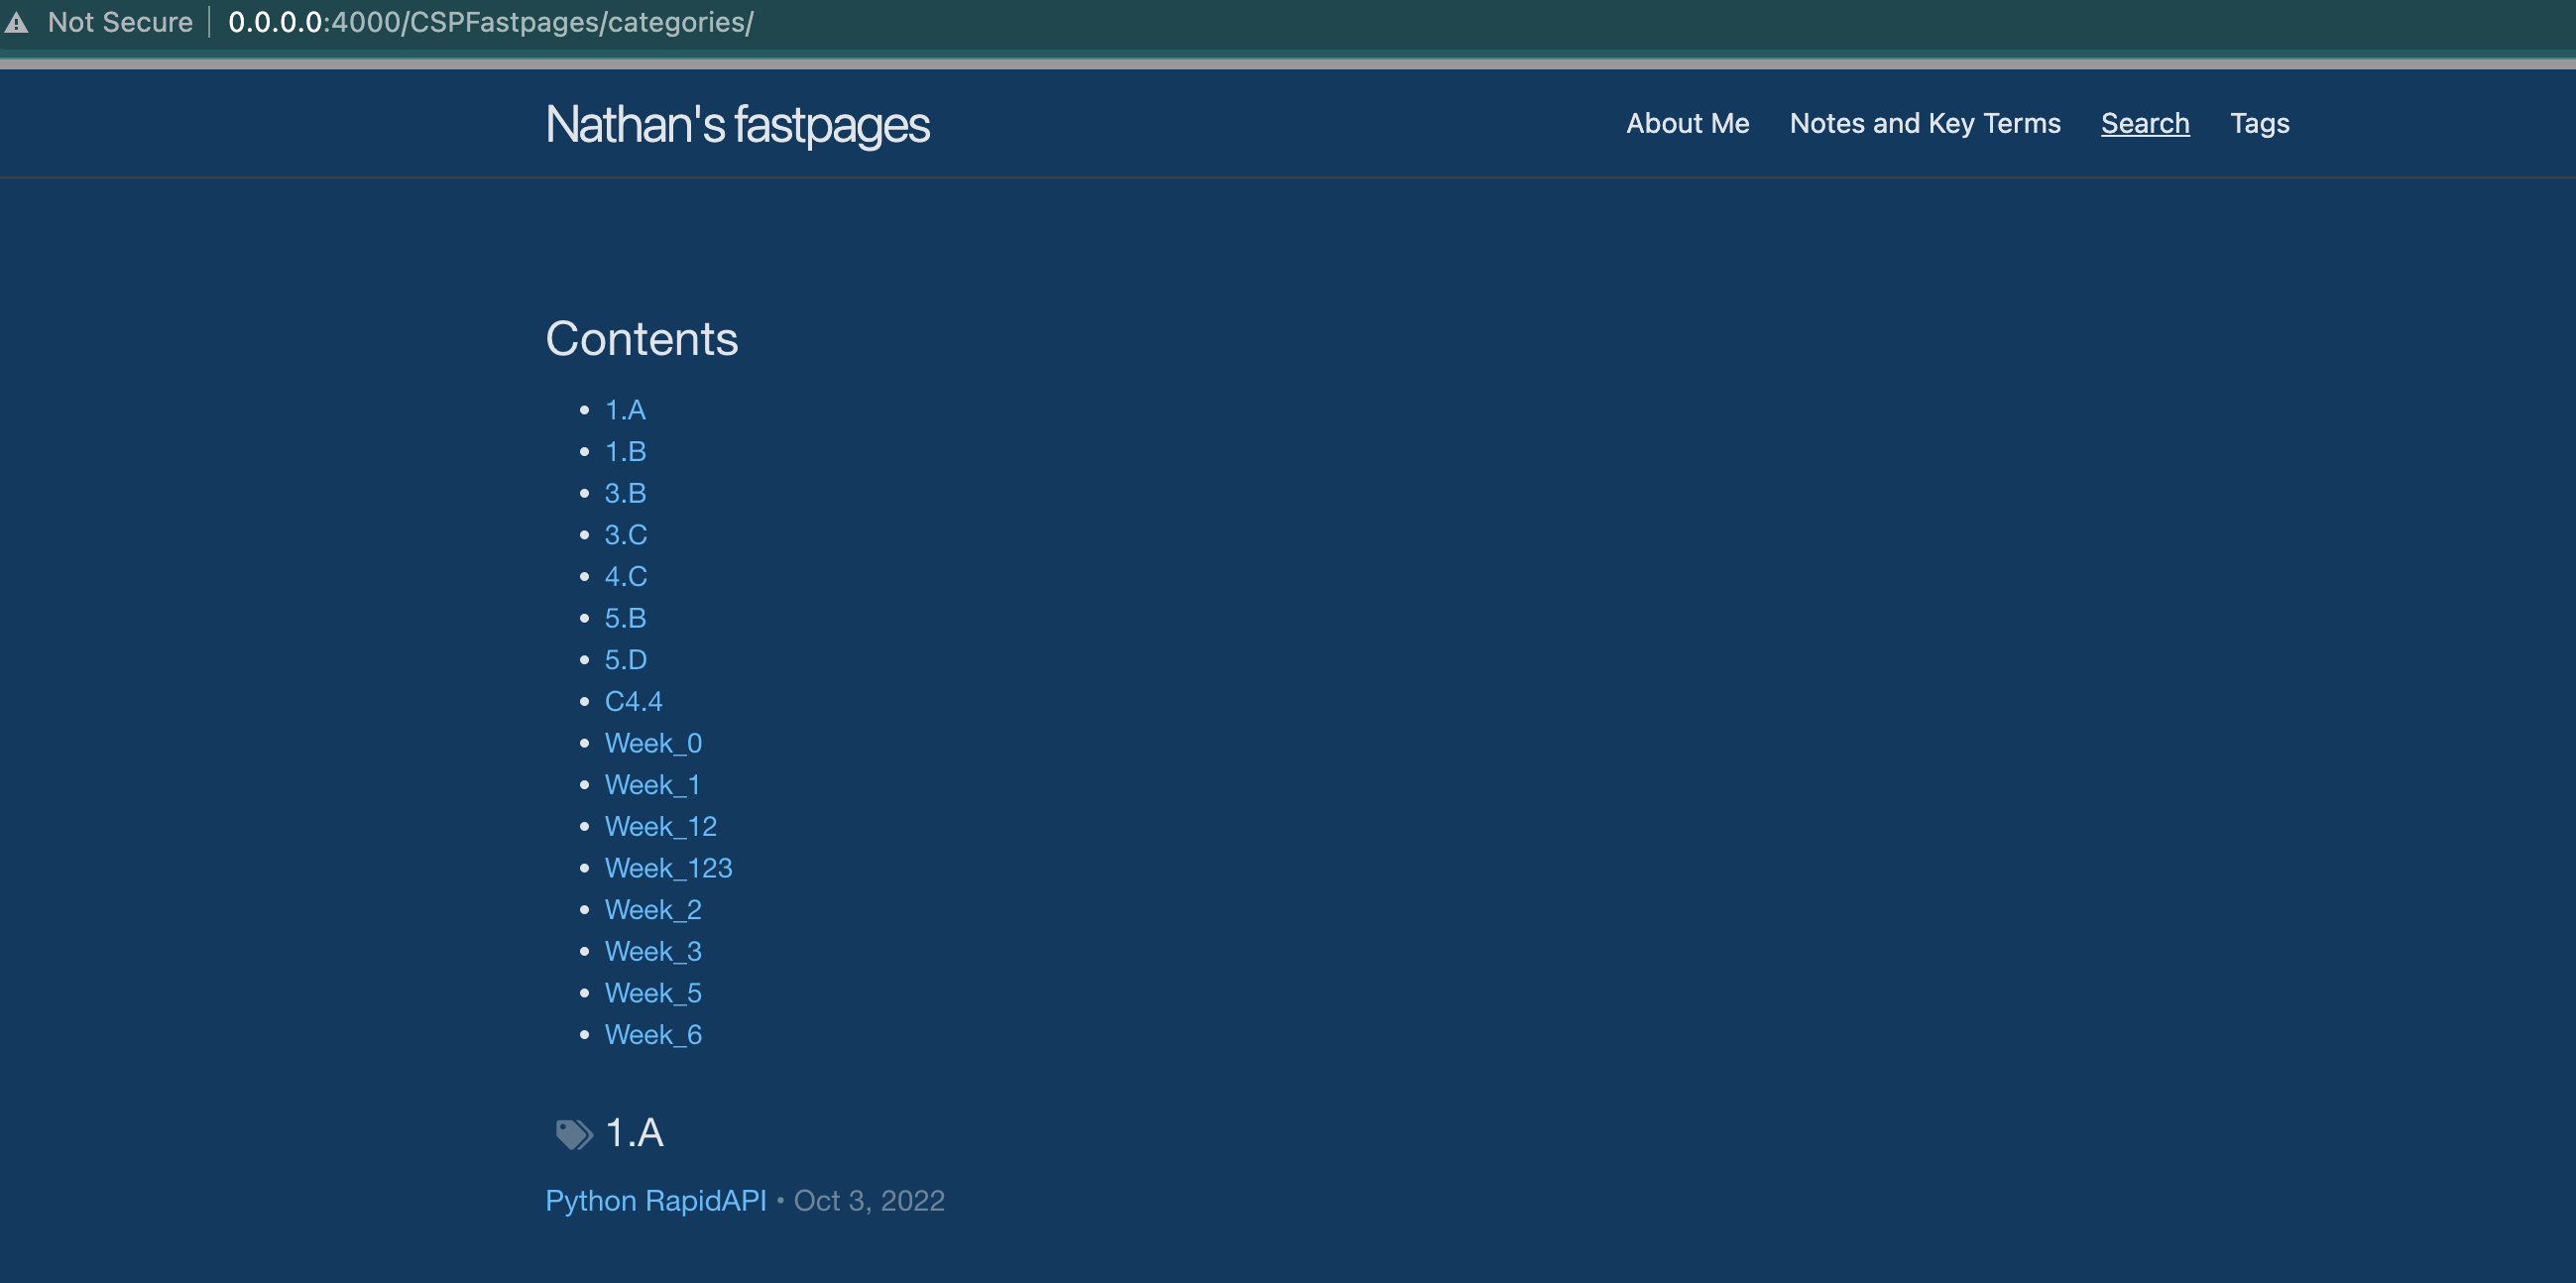 Not Secure | 0.0.0.0:4000/CSPFastpages/categories/
Nathan's fastpages About Me Notes and Key Terms Search Tags
Contents
• 1.A
• 1.B
• 3.B
• 3.C
• 4.C
• 5.B
• 5.D
• C4.4
• Week_0
• Week_1
• Week_12
• Week_123
• Week_2
• Week_3
• Week_5
• Week_6
1.A
Python RapidAPI • Oct 3, 2022